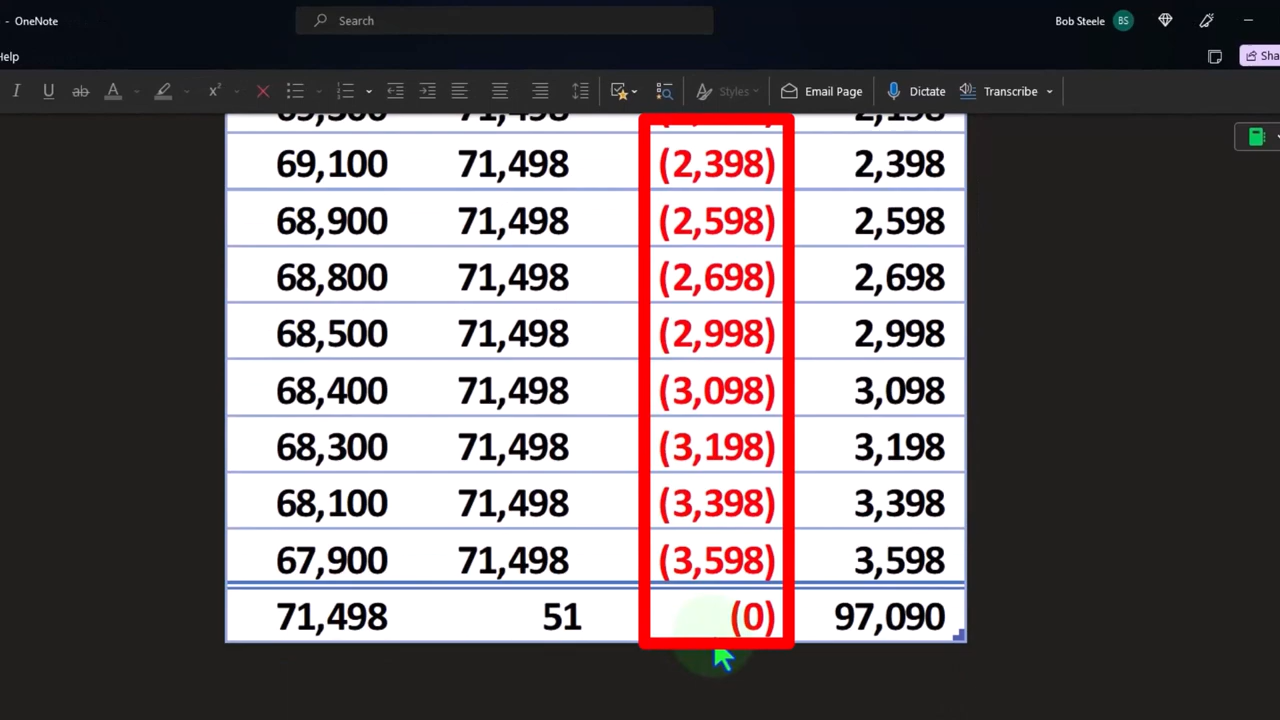 - OneNote
Search
Bob Steele
BS
Help
Sha
I
U
ab
A
x²
Styles
Email Page
Dictate
Transcribe
69,100 71,498 (2,398) 2,398
68,900 71,498 (2,598) 2,598
68,800 71,498 (2,698) 2,698
68,500 71,498 (2,998) 2,998
68,400 71,498 (3,098) 3,098
68,300 71,498 (3,198) 3,198
68,100 71,498 (3,398) 3,398
67,900 71,498 (3,598) 3,598
71,498 51 (0) 97,090